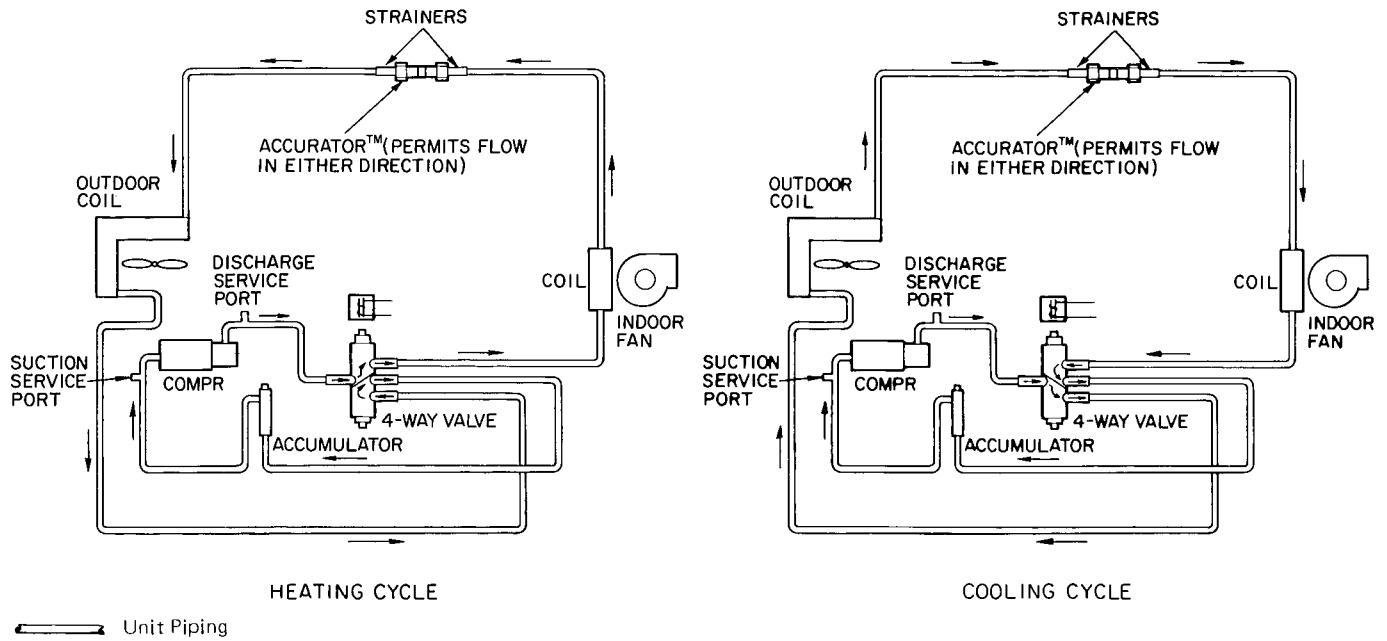 STRAINERS
ACCURATOR™(PERMITS FLOW
IN EITHER DIRECTION)
OUTDOOR
COIL
DISCHARGE
SERVICE
PORT
COIL
INDOOR
FAN
SUCTION
SERVICE
PORT
COMPR
4-WAY VALVE
ACCUMULATOR
HEATING CYCLE
STRAINERS
ACCURATOR™(PERMITS FLOW
IN EITHER DIRECTION)
OUTDOOR
COIL
DISCHARGE
SERVICE
PORT
COIL
INDOOR
FAN
SUCTION
SERVICE
PORT
COMPR
4-WAY VALVE
ACCUMULATOR
COOLING CYCLE
Unit Piping